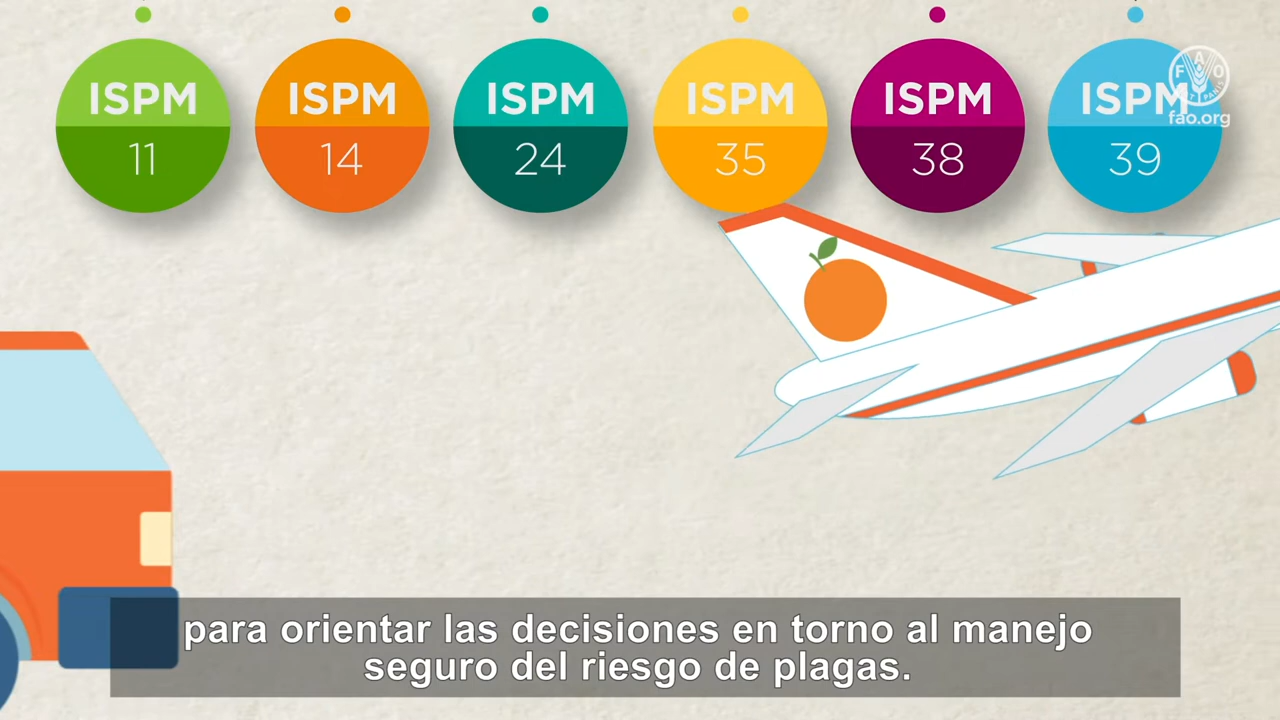 ISPM
11
ISPM
14
ISPM
24
ISPM
35
ISPM
38
ISPM
39
FAO
fao.org
para orientar las decisiones en torno al manejo
seguro del riesgo de plagas.